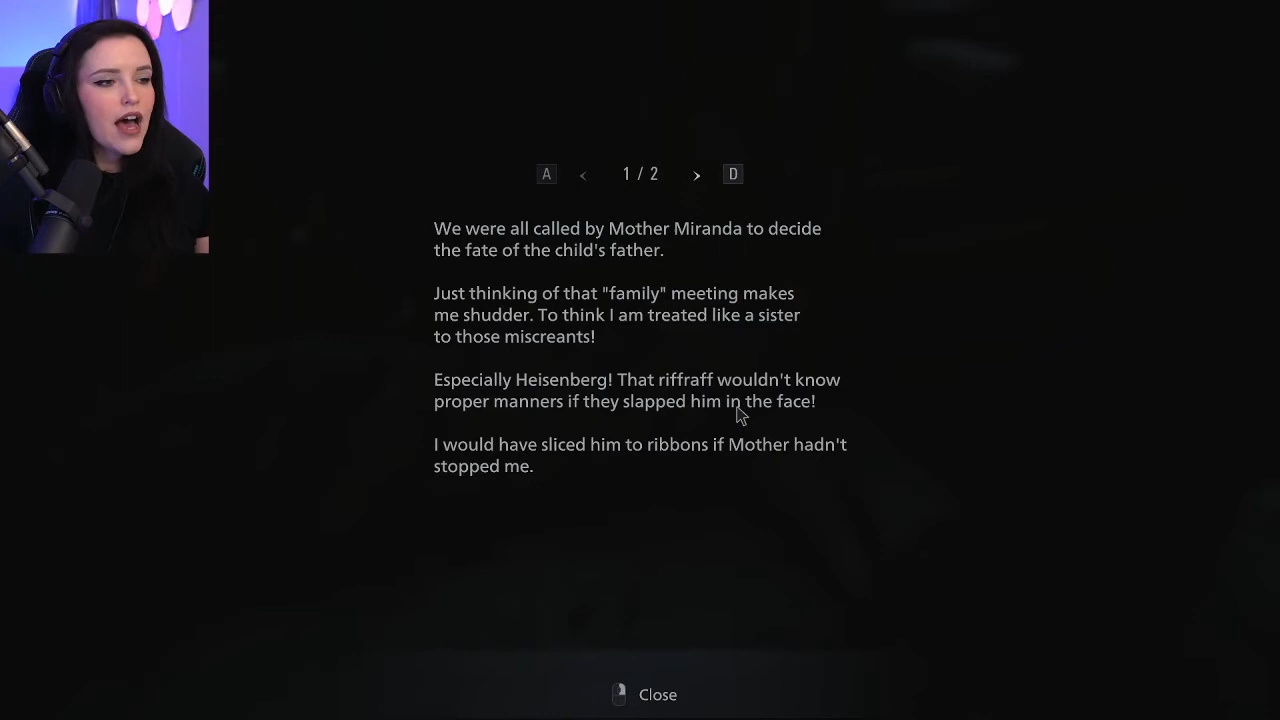 A < 1 / 2 > D
We were all called by Mother Miranda to decide
the fate of the child's father.
Just thinking of that "family" meeting makes
me shudder. To think I am treated like a sister
to those miscreants!
Especially Heisenberg! That riffraff wouldn't know
proper manners if they slapped him in the face!
I would have sliced him to ribbons if Mother hadn't
stopped me.
Close